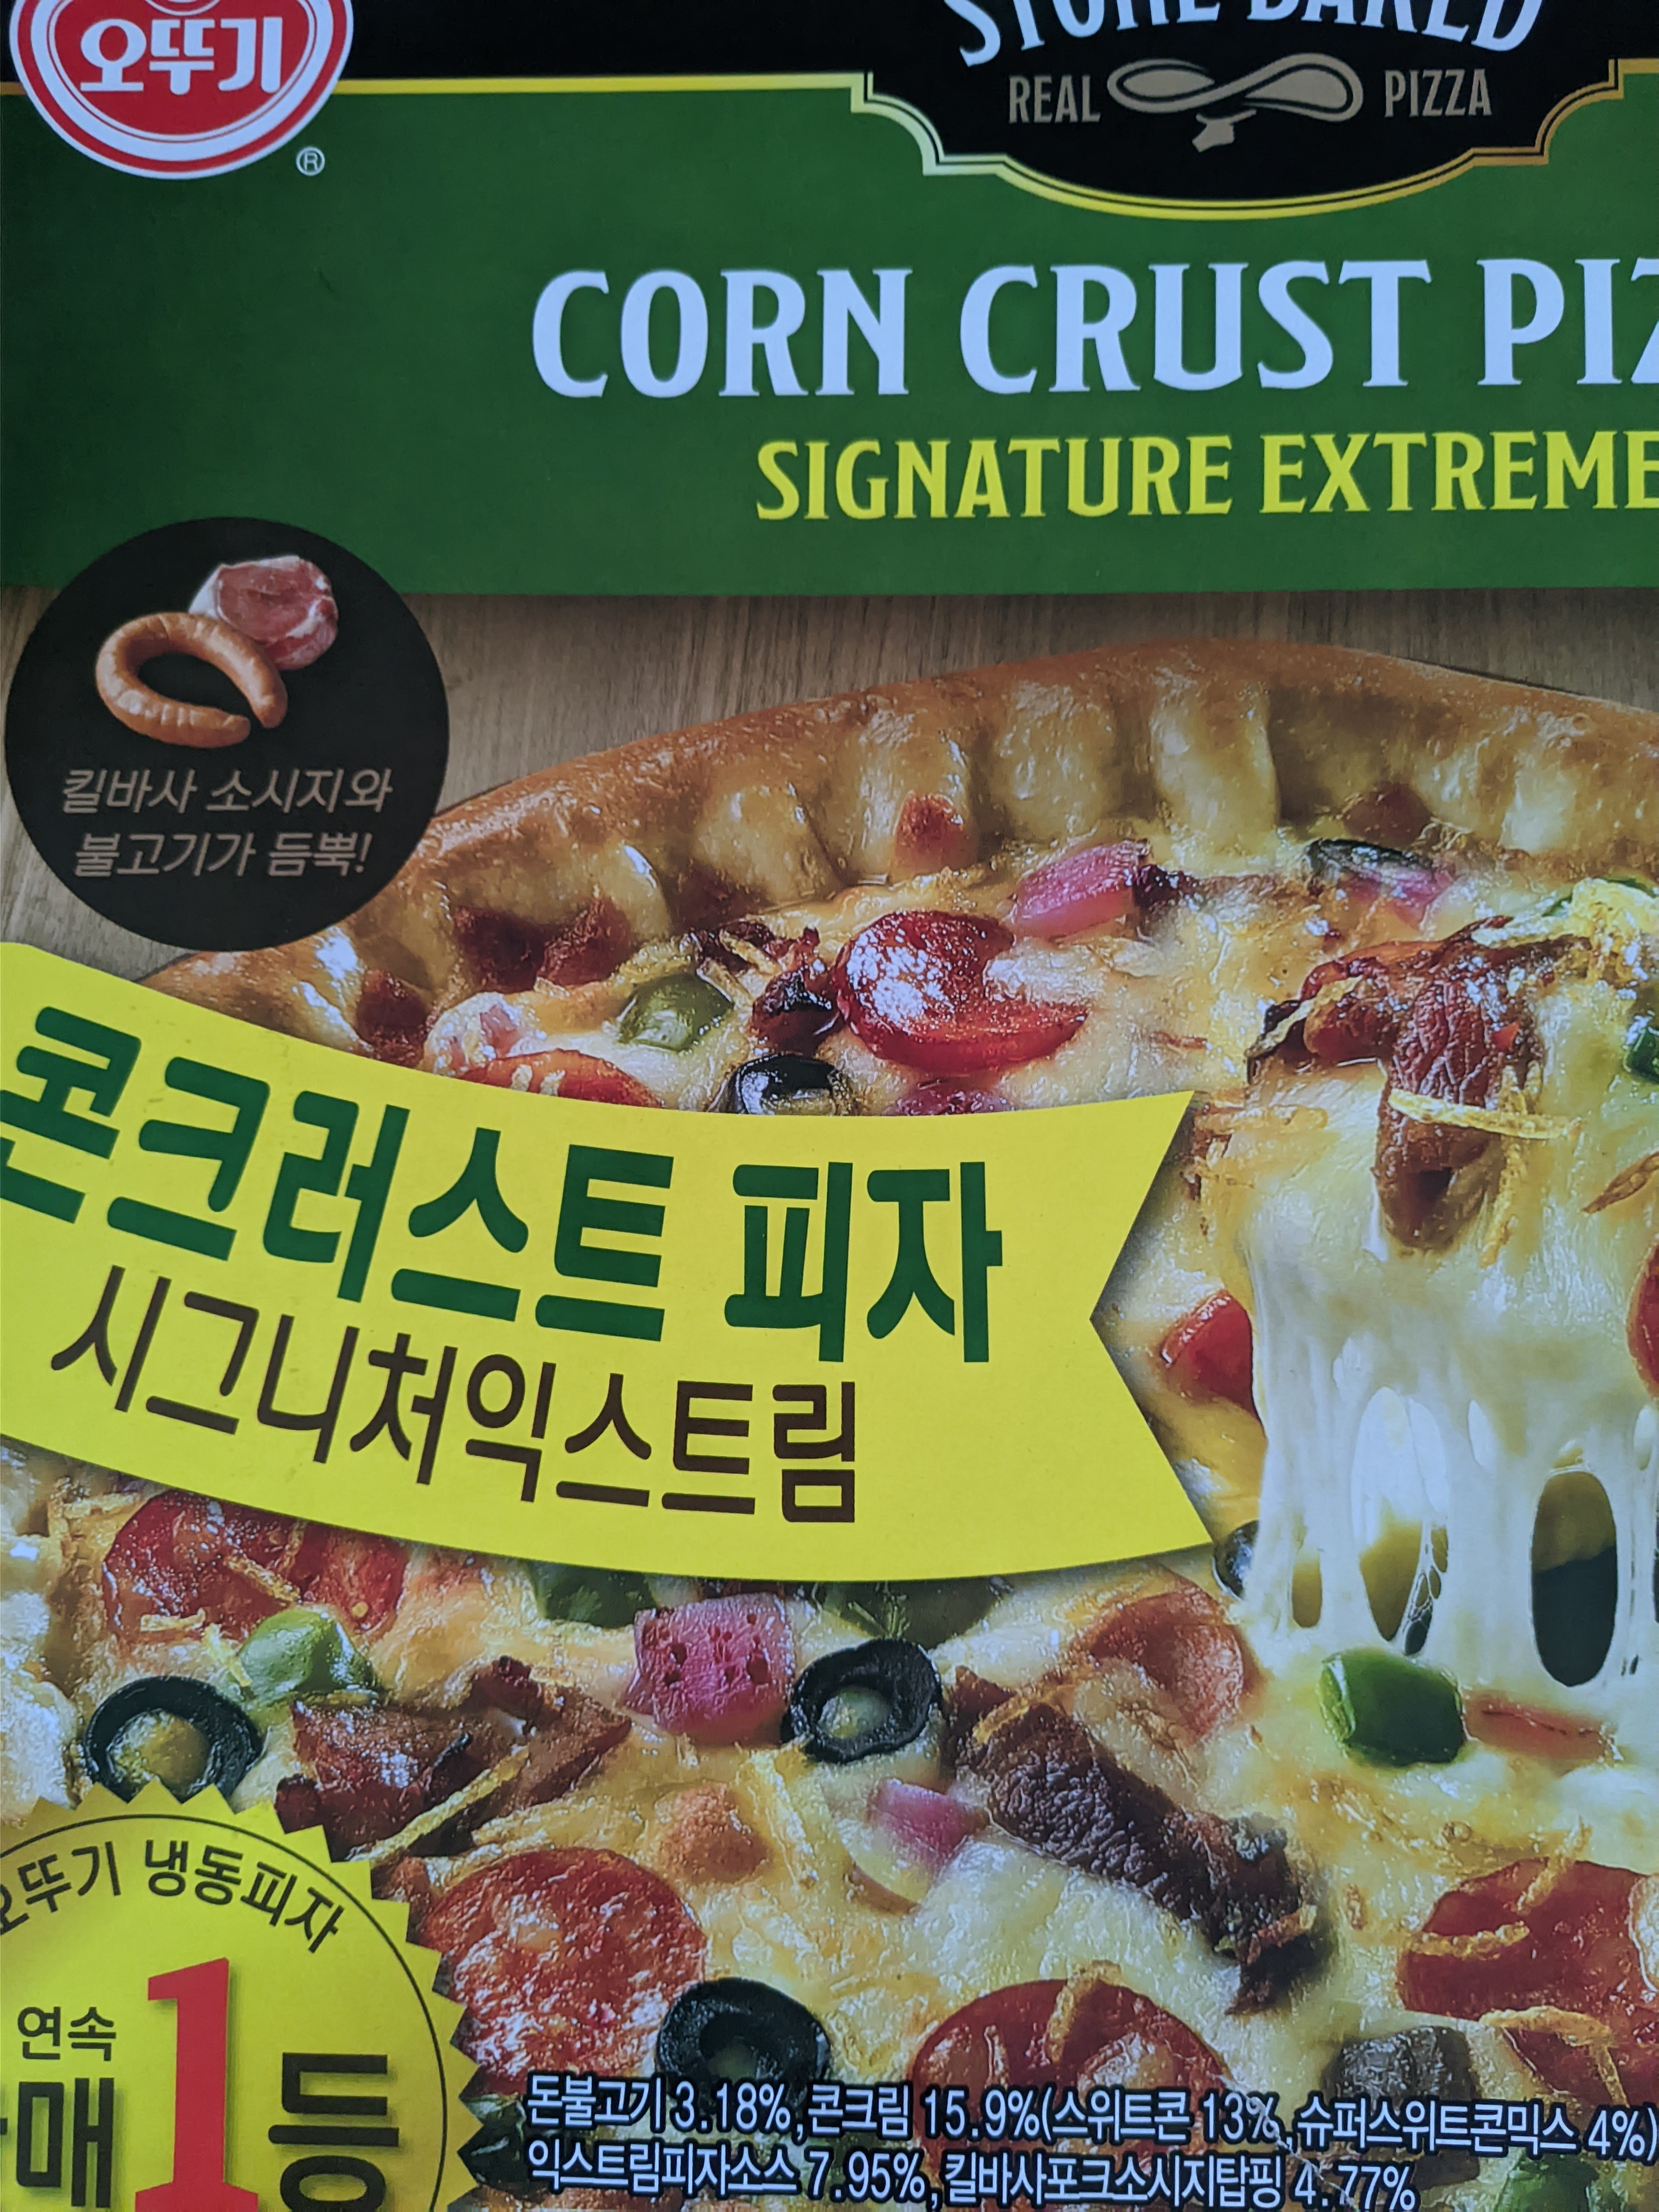 오뚜기
®
STONE BAKED
REAL PIZZA
CORN CRUST PIZ
SIGNATURE EXTREME
킬바사 소시지와
불고기가 듬뿍!
콘크러스트 피자
시그니처익스트림
오뚜기 냉동피자
연속
매 1등
돈불고기 3.18%, 콘크림 15.9%(스위트콘 13%, 슈퍼스위트콘믹스 4%)
익스트림피자소스 7.95%, 킬바사포크소시지탑핑 4.77%